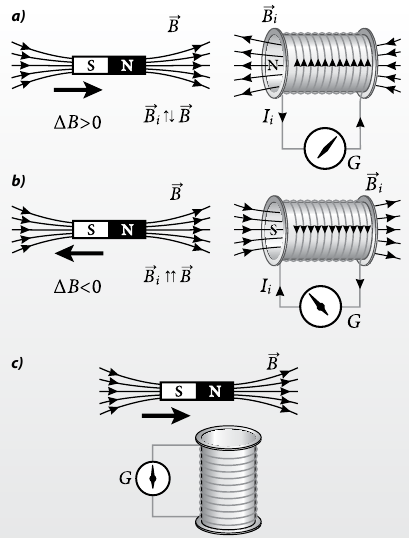 a)
B⃗
B⃗ᵢ
S N
N
ΔB>0
B⃗ᵢ ↑↓ B⃗
Iᵢ
G
b)
B⃗
B⃗ᵢ
S N
S
ΔB<0
B⃗ᵢ ↑↑ B⃗
Iᵢ
G
c)
B⃗
S N
G